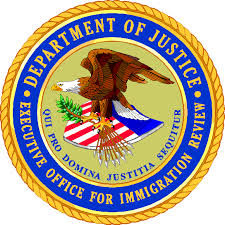 DEPARTMENT OF JUSTICE
EXECUTIVE OFFICE FOR IMMIGRATION REVIEW
QUI PRO DOMINA JUSTITIA SEQUITUR